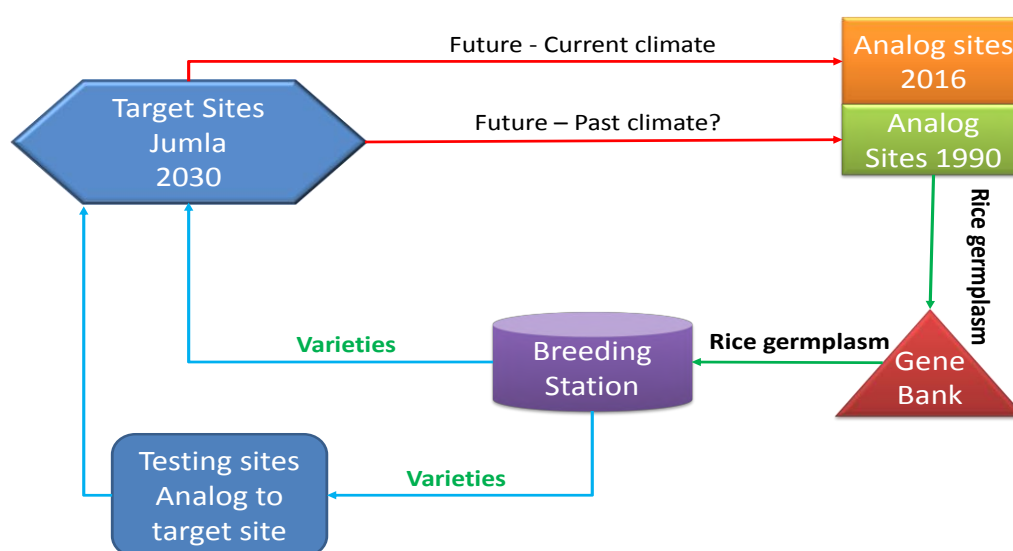 Future - Current climate
Analog sites
2016
Target Sites
Jumla
2030
Future – Past climate?
Analog
Sites 1990
Rice germplasm
Varieties
Breeding
Station
Rice germplasm
Gene
Bank
Testing sites
Analog to
target site
Varieties